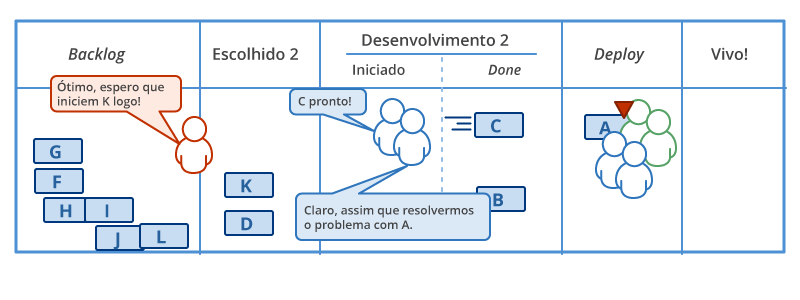 Backlog
Escolhido 2
Desenvolvimento 2
Iniciado
Done
Deploy
Vivo!
Ótimo, espero que
iniciem K logo!
C pronto!
C
A
G
F
H
I
J
L
K
D
B
Claro, assim que resolvermos
o problema com A.